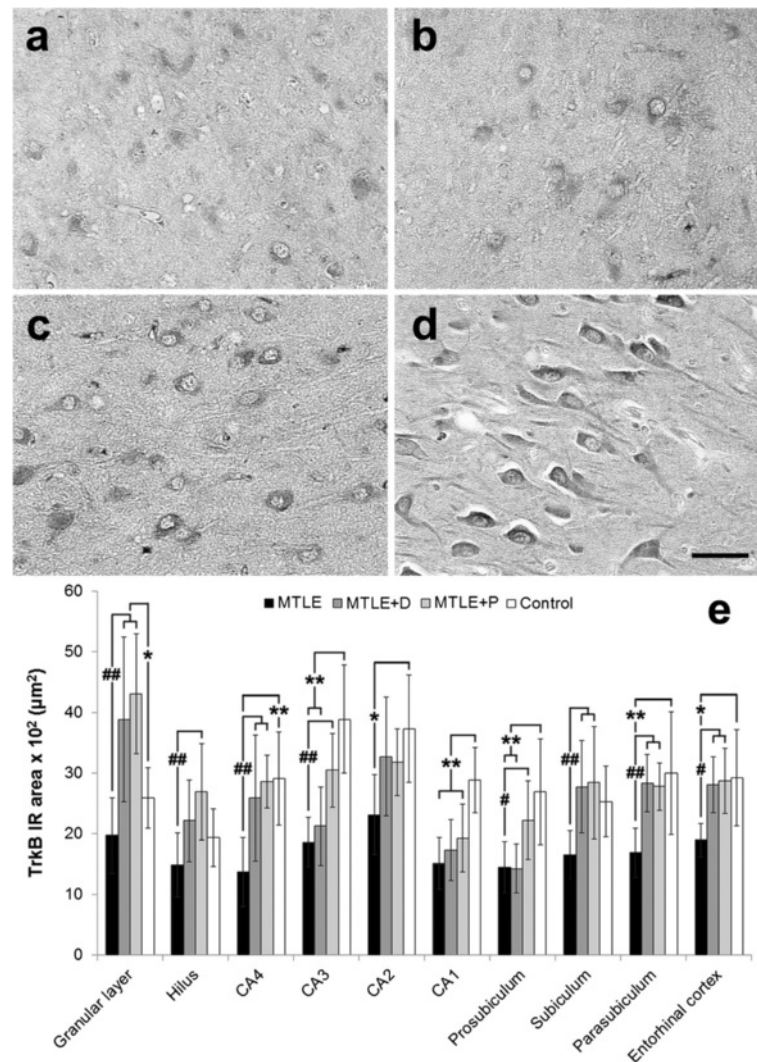 a
b
c
d
60
50
40
30
20
10
0
TrkB IR area x 10² (µm²)
MTLE MTLE+D MTLE+P Control
e
##
*
##
##
**
**
##
*
**
**
#
##
**
##
*
#
Granular layer
Hilus
CA4
CA3
CA2
CA1
Prosubiculum
Subiculum
Parasubiculum
Entorhinal cortex